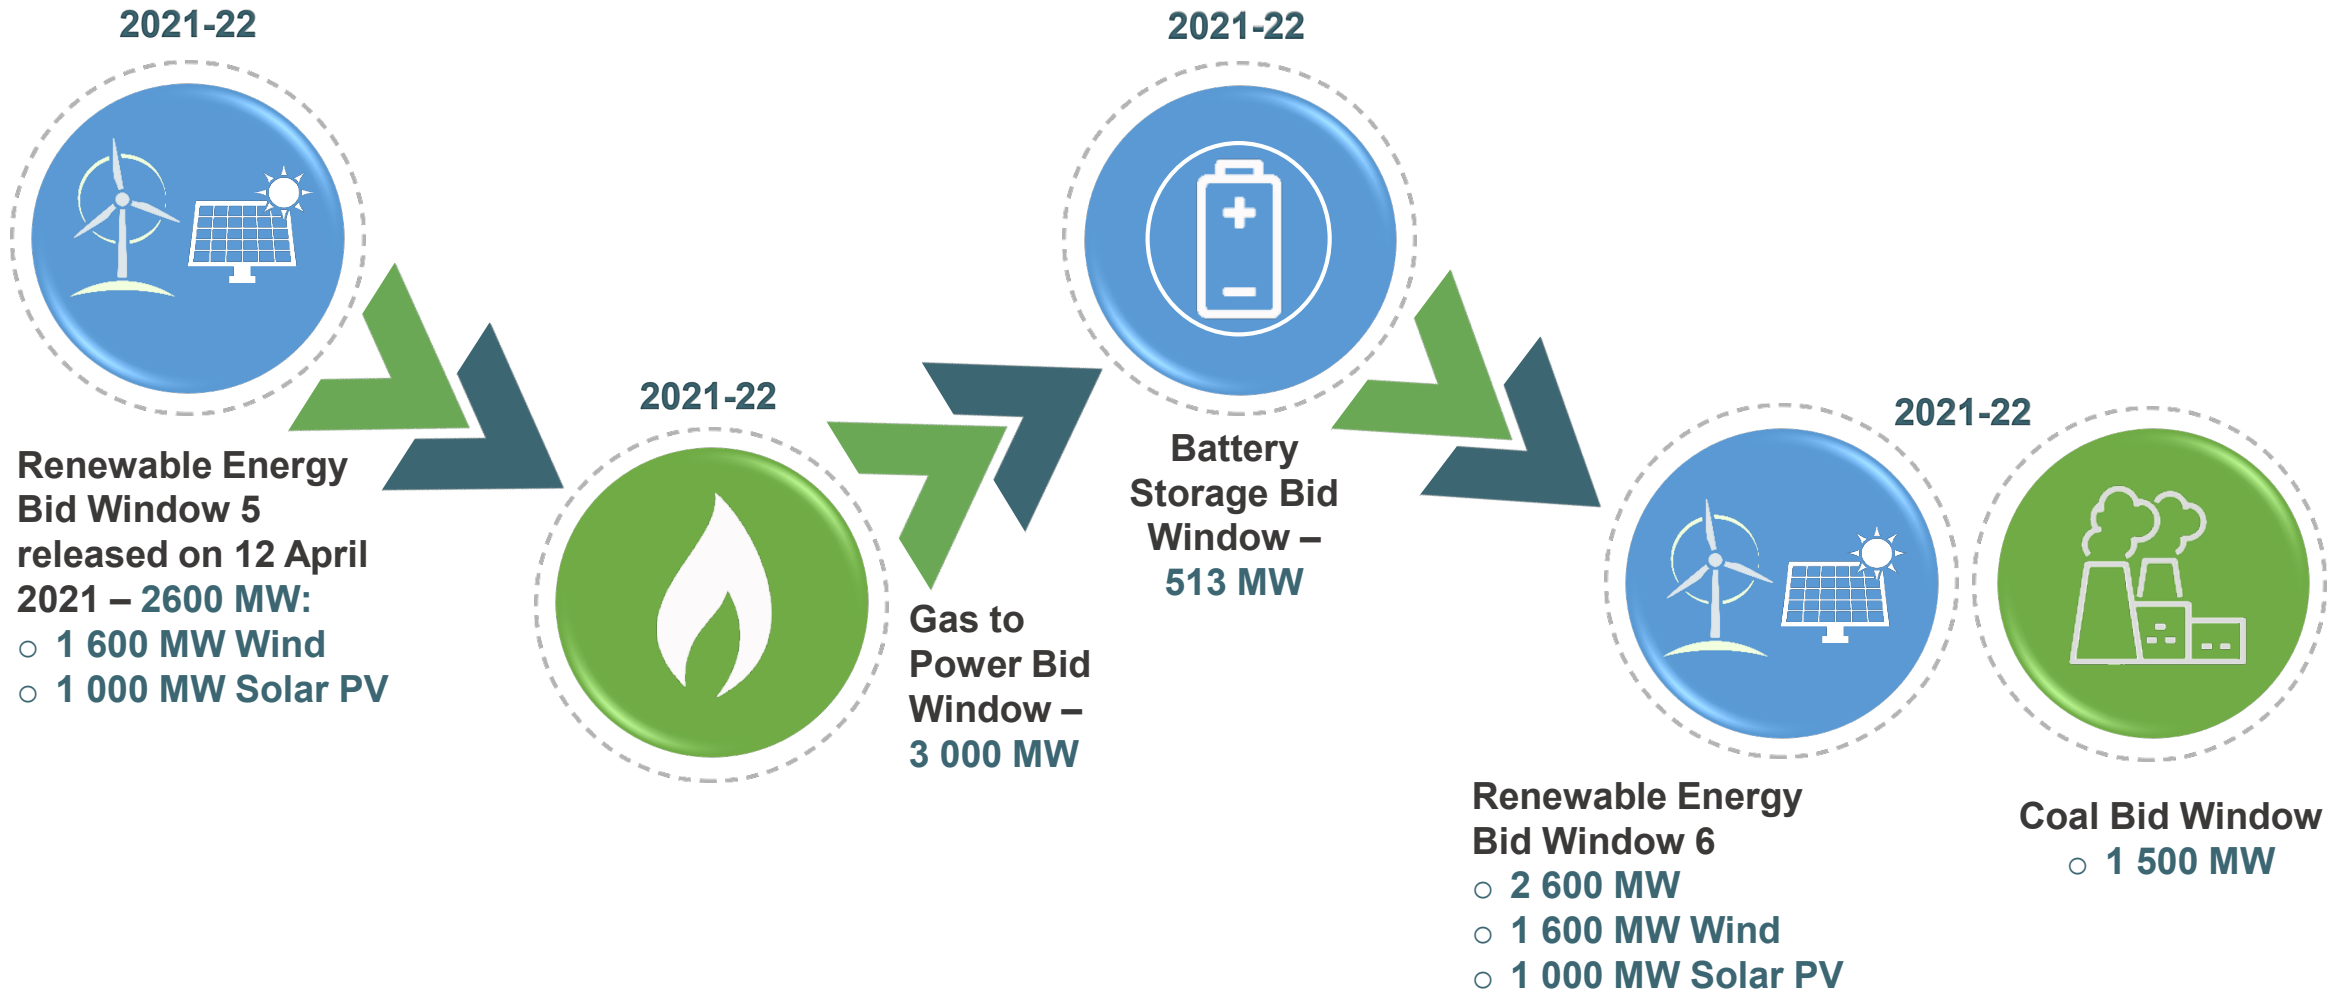 2021-22
Renewable Energy
Bid Window 5
released on 12 April
2021 – 2600 MW:
o 1 600 MW Wind
o 1 000 MW Solar PV
2021-22
Gas to
Power Bid
Window –
3 000 MW
2021-22
Battery
Storage Bid
Window –
513 MW
2021-22
Renewable Energy
Bid Window 6
o 2 600 MW
o 1 600 MW Wind
o 1 000 MW Solar PV
Coal Bid Window
o 1 500 MW